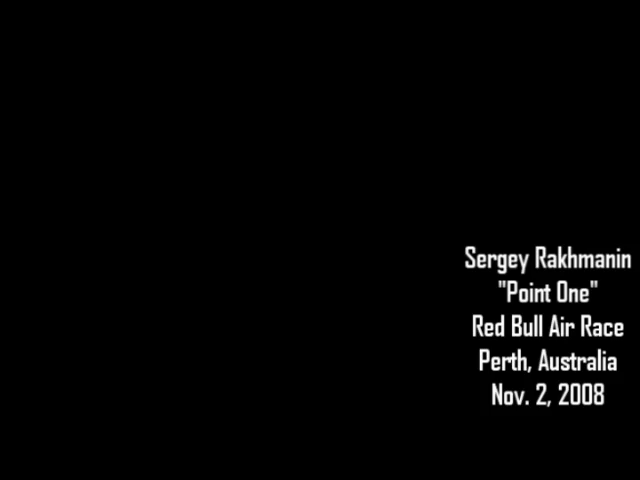 Sergey Rakhmanin
"Point One"
Red Bull Air Race
Perth, Australia
Nov. 2, 2008